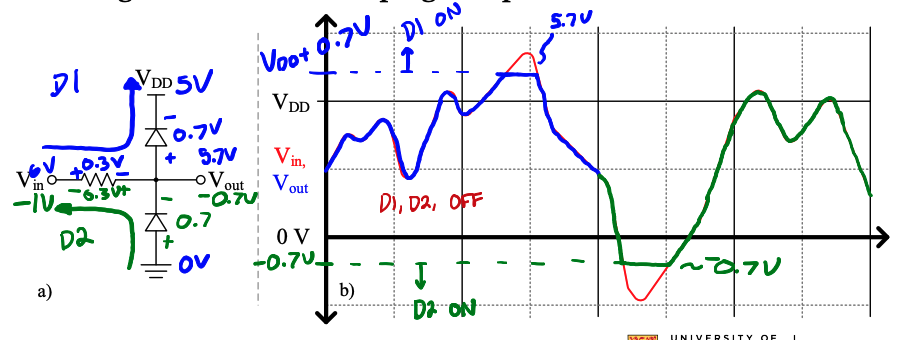 D1
VDD 5V
- 0.7V +
6V
Vin
+ 0.3V -
5.7V
Vout
-1V
- 0.3V +
-0.7V
D2
- 0.7 +
0V
a)
VDD + 0.7V
D1 ON
5.7V
VDD
Vin,
Vout
D1, D2, OFF
0 V
-0.7V
D2 ON
~ -0.7V
b)
UNIVERSITY OF